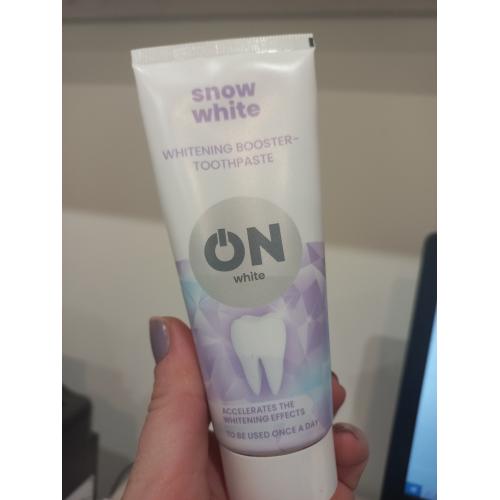 snow
white
WHITENING BOOSTER-
TOOTHPASTE
ON
white
ACCELERATES THE
WHITENING EFFECTS
TO BE USED ONCE A DAY